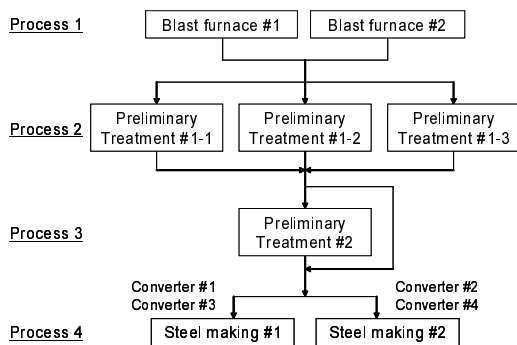 Process 1
Blast furnace #1
Blast furnace #2
Process 2
Preliminary
Treatment #1-1
Preliminary
Treatment #1-2
Preliminary
Treatment #1-3
Process 3
Preliminary
Treatment #2
Converter #1
Converter #3
Converter #2
Converter #4
Process 4
Steel making #1
Steel making #2